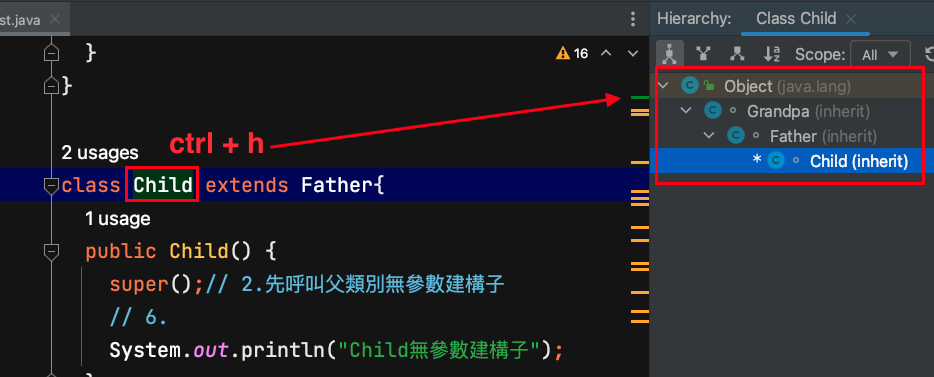 st.java
Hierarchy: Class Child
16
Scope: All
}
}
Object (java.lang)
Grandpa (inherit)
Father (inherit)
* Child (inherit)
ctrl + h
2 usages
class Child extends Father{
1 usage
public Child() {
super();// 2.先呼叫父類別無參數建構子
// 6.
System.out.println("Child無參數建構子");
}